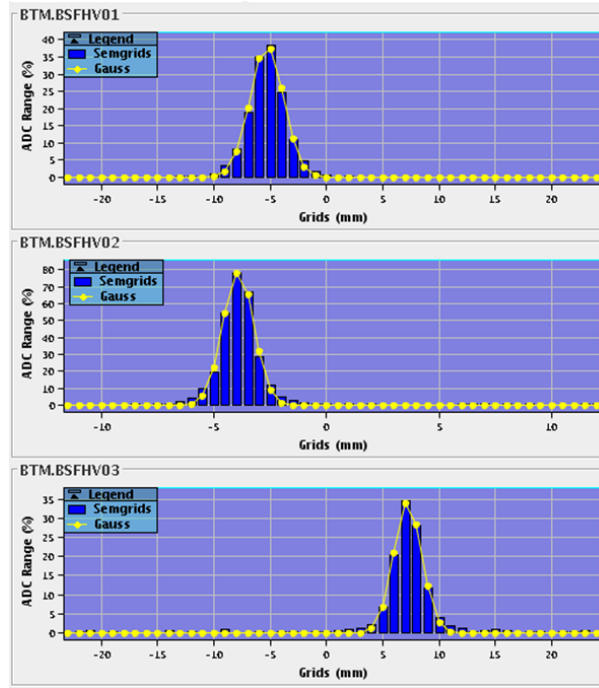 BTM.BSFHV01
Legend
Semgrids
Gauss
ADC Range (%)
40
35
30
25
20
15
10
5
0
-20 -15 -10 -5 0 5 10 15 20
Grids (mm)
BTM.BSFHV02
Legend
Semgrids
Gauss
ADC Range (%)
80
70
60
50
40
30
20
10
0
-10 -5 0 5 10
Grids (mm)
BTM.BSFHV03
Legend
Semgrids
Gauss
ADC Range (%)
35
30
25
20
15
10
5
0
-20 -15 -10 -5 0 5 10 15 20
Grids (mm)